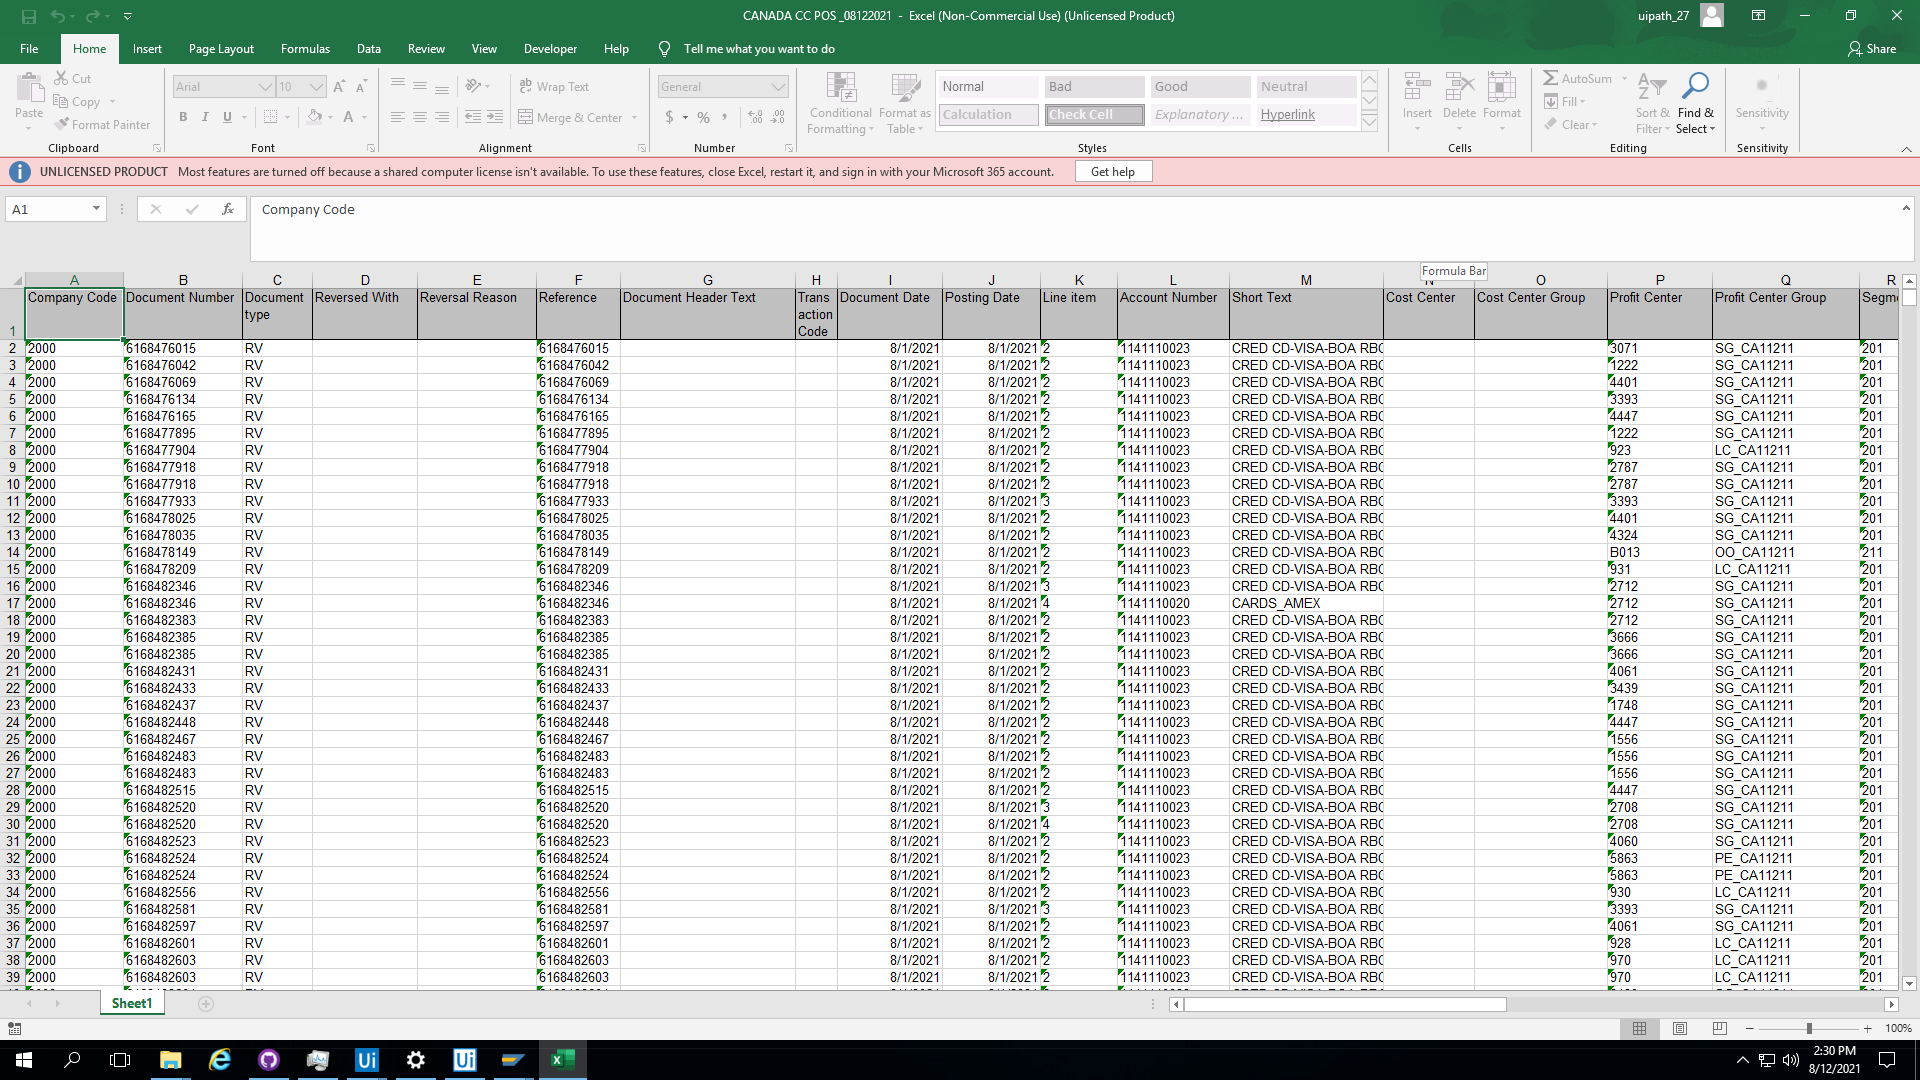 CANADA CC POS _08122021 - Excel (Non-Commercial Use) (Unlicensed Product)
uipath_27
File Home Insert Page Layout Formulas Data Review View Developer Help Tell me what you want to do
Share
Cut
Copy
Format Painter
Paste
Clipboard
Arial 10
B I U
Font
Wrap Text
Merge & Center
Alignment
General
$ % ,
Number
Conditional Formatting
Format as Table
Normal Bad Good Neutral
Calculation Check Cell Explanatory ... Hyperlink
Styles
Insert Delete Format
Cells
AutoSum
Fill
Clear
Sort & Filter
Find & Select
Editing
Sensitivity
Sensitivity
UNLICENSED PRODUCT Most features are turned off because a shared computer license isn't available. To use these features, close Excel, restart it, and sign in with your Microsoft 365 account. Get help
A1 fx Company Code
Formula Bar
A B C D E F G H I J K L M N O P Q R
1 Company Code Document Number Document type Reversed With Reversal Reason Reference Document Header Text Trans action Code Document Date Posting Date Line item Account Number Short Text Cost Center Cost Center Group Profit Center Profit Center Group Segme
2 2000 6168476015 RV 6168476015 8/1/2021 8/1/2021 2 1141110023 CRED CD-VISA-BOA RBC 3071 SG_CA11211 201
3 2000 6168476042 RV 6168476042 8/1/2021 8/1/2021 2 1141110023 CRED CD-VISA-BOA RBC 1222 SG_CA11211 201
4 2000 6168476069 RV 6168476069 8/1/2021 8/1/2021 2 1141110023 CRED CD-VISA-BOA RBC 4401 SG_CA11211 201
5 2000 6168476134 RV 6168476134 8/1/2021 8/1/2021 2 1141110023 CRED CD-VISA-BOA RBC 3393 SG_CA11211 201
6 2000 6168476165 RV 6168476165 8/1/2021 8/1/2021 2 1141110023 CRED CD-VISA-BOA RBC 4447 SG_CA11211 201
7 2000 6168477895 RV 6168477895 8/1/2021 8/1/2021 2 1141110023 CRED CD-VISA-BOA RBC 1222 SG_CA11211 201
8 2000 6168477904 RV 6168477904 8/1/2021 8/1/2021 2 1141110023 CRED CD-VISA-BOA RBC 923 LC_CA11211 201
9 2000 6168477918 RV 6168477918 8/1/2021 8/1/2021 2 1141110023 CRED CD-VISA-BOA RBC 2787 SG_CA11211 201
10 2000 6168477918 RV 6168477918 8/1/2021 8/1/2021 2 1141110023 CRED CD-VISA-BOA RBC 2787 SG_CA11211 201
11 2000 6168477933 RV 6168477933 8/1/2021 8/1/2021 3 1141110023 CRED CD-VISA-BOA RBC 3393 SG_CA11211 201
12 2000 6168478025 RV 6168478025 8/1/2021 8/1/2021 2 1141110023 CRED CD-VISA-BOA RBC 4401 SG_CA11211 201
13 2000 6168478035 RV 6168478035 8/1/2021 8/1/2021 2 1141110023 CRED CD-VISA-BOA RBC 4324 SG_CA11211 201
14 2000 6168478149 RV 6168478149 8/1/2021 8/1/2021 2 1141110023 CRED CD-VISA-BOA RBC B013 OO_CA11211 211
15 2000 6168478209 RV 6168478209 8/1/2021 8/1/2021 2 1141110023 CRED CD-VISA-BOA RBC 931 LC_CA11211 201
16 2000 6168482346 RV 6168482346 8/1/2021 8/1/2021 3 1141110023 CRED CD-VISA-BOA RBC 2712 SG_CA11211 201
17 2000 6168482346 RV 6168482346 8/1/2021 8/1/2021 4 1141110020 CARDS_AMEX 2712 SG_CA11211 201
18 2000 6168482383 RV 6168482383 8/1/2021 8/1/2021 2 1141110023 CRED CD-VISA-BOA RBC 2712 SG_CA11211 201
19 2000 6168482385 RV 6168482385 8/1/2021 8/1/2021 2 1141110023 CRED CD-VISA-BOA RBC 3666 SG_CA11211 201
20 2000 6168482385 RV 6168482385 8/1/2021 8/1/2021 2 1141110023 CRED CD-VISA-BOA RBC 3666 SG_CA11211 201
21 2000 6168482431 RV 6168482431 8/1/2021 8/1/2021 2 1141110023 CRED CD-VISA-BOA RBC 4061 SG_CA11211 201
22 2000 6168482433 RV 6168482433 8/1/2021 8/1/2021 2 1141110023 CRED CD-VISA-BOA RBC 3439 SG_CA11211 201
23 2000 6168482437 RV 6168482437 8/1/2021 8/1/2021 2 1141110023 CRED CD-VISA-BOA RBC 1748 SG_CA11211 201
24 2000 6168482448 RV 6168482448 8/1/2021 8/1/2021 2 1141110023 CRED CD-VISA-BOA RBC 4447 SG_CA11211 201
25 2000 6168482467 RV 6168482467 8/1/2021 8/1/2021 2 1141110023 CRED CD-VISA-BOA RBC 1556 SG_CA11211 201
26 2000 6168482483 RV 6168482483 8/1/2021 8/1/2021 2 1141110023 CRED CD-VISA-BOA RBC 1556 SG_CA11211 201
27 2000 6168482483 RV 6168482483 8/1/2021 8/1/2021 2 1141110023 CRED CD-VISA-BOA RBC 1556 SG_CA11211 201
28 2000 6168482515 RV 6168482515 8/1/2021 8/1/2021 2 1141110023 CRED CD-VISA-BOA RBC 4447 SG_CA11211 201
29 2000 6168482520 RV 6168482520 8/1/2021 8/1/2021 3 1141110023 CRED CD-VISA-BOA RBC 2708 SG_CA11211 201
30 2000 6168482520 RV 6168482520 8/1/2021 8/1/2021 4 1141110023 CRED CD-VISA-BOA RBC 2708 SG_CA11211 201
31 2000 6168482523 RV 6168482523 8/1/2021 8/1/2021 2 1141110023 CRED CD-VISA-BOA RBC 4060 SG_CA11211 201
32 2000 6168482524 RV 6168482524 8/1/2021 8/1/2021 2 1141110023 CRED CD-VISA-BOA RBC 5863 PE_CA11211 201
33 2000 6168482524 RV 6168482524 8/1/2021 8/1/2021 2 1141110023 CRED CD-VISA-BOA RBC 5863 PE_CA11211 201
34 2000 6168482556 RV 6168482556 8/1/2021 8/1/2021 2 1141110023 CRED CD-VISA-BOA RBC 930 LC_CA11211 201
35 2000 6168482581 RV 6168482581 8/1/2021 8/1/2021 3 1141110023 CRED CD-VISA-BOA RBC 3393 SG_CA11211 201
36 2000 6168482597 RV 6168482597 8/1/2021 8/1/2021 2 1141110023 CRED CD-VISA-BOA RBC 4061 SG_CA11211 201
37 2000 6168482601 RV 6168482601 8/1/2021 8/1/2021 2 1141110023 CRED CD-VISA-BOA RBC 928 LC_CA11211 201
38 2000 6168482603 RV 6168482603 8/1/2021 8/1/2021 2 1141110023 CRED CD-VISA-BOA RBC 970 LC_CA11211 201
39 2000 6168482603 RV 6168482603 8/1/2021 8/1/2021 2 1141110023 CRED CD-VISA-BOA RBC 970 LC_CA11211 201
Sheet1
100%
Ui Ui
2:30 PM
8/12/2021